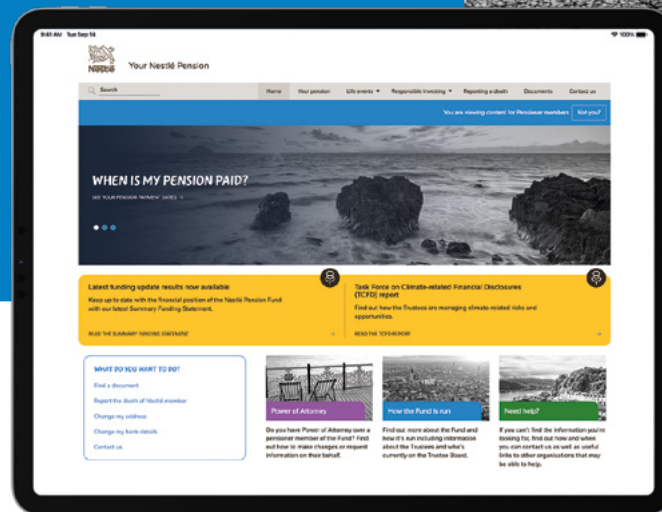 9:41 AM Tue Sep 14
100%
Nestlé
Your Nestlé Pension
Search
Home Your pension Life events Responsible Investing Reporting a death Documents Contact us
You are viewing content for Pensioner members Not you?
WHEN IS MY PENSION PAID?
SEE YOUR PENSION PAYMENT DATES
Latest funding update results now available
Keep up to date with the financial position of the Nestlé Pension Fund
with our latest Summary Funding Statement.
READ THE SUMMARY FUNDING STATEMENT
Task Force on Climate-related Financial Disclosures
(TCFD) report
Find out how the Trustees are managing climate-related risks and
opportunities.
READ THE TCFD REPORT
WHAT DO YOU WANT TO DO?
Find a document
Report the death of Nestlé member
Change my address
Change my bank details
Contact us
Power of Attorney
Do you have Power of Attorney over a
pensioner member of the Fund? Find
out how to make changes or request
information on their behalf.
How the Fund is run
Find out more about the Fund and
how it's run including information
about the Trustees and who's
currently on the Trustee Board.
Need help?
If you can't find the information you're
looking for, find out how and when
you can contact us as well as useful
links to other organisations that may
be able to help.